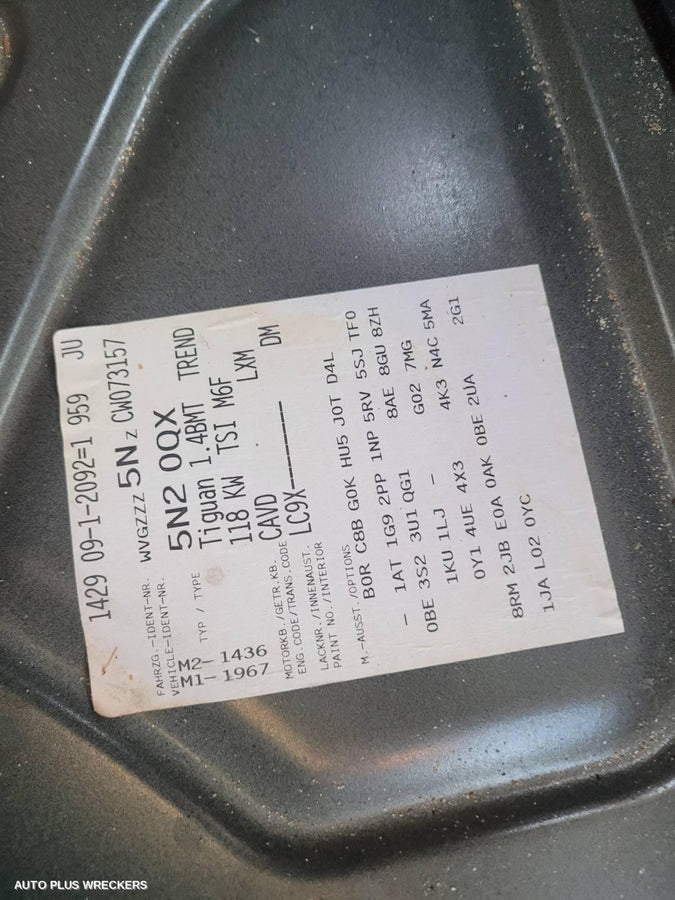 1429 09-1-2092=1 959 JU
FAHRZG.-IDENT-NR.
VEHICLE-IDENT-NR. WVGZZZ 5N Z CW073157
TYP / TYPE 5N2 0QX
Tiguan 1.4BMT TREND
M2- 1436 118 KW TSI M6F
M1- 1967
MOTORKB./GETR.KB.
ENG.CODE/TRANS.CODE CAVD LXM
LACKNR./INNENAUST.
PAINT NO./INTERIOR LC9X DM
M.-AUSST./OPTIONS
B0R C8B G0K HU5 J0T D4L
- 1AT 1G9 2PP 1NP 5RV 5SJ TF0
0BE 3S2 3U1 QG1 8AE 8GU 8ZH
1KU 1LJ - G02 7MG
0Y1 4UE 4X3 4K3 N4C 5MA
8RM 2JB E0A 0AK 0BE 2UA 2G1
1JA L02 0YC
AUTO PLUS WRECKERS